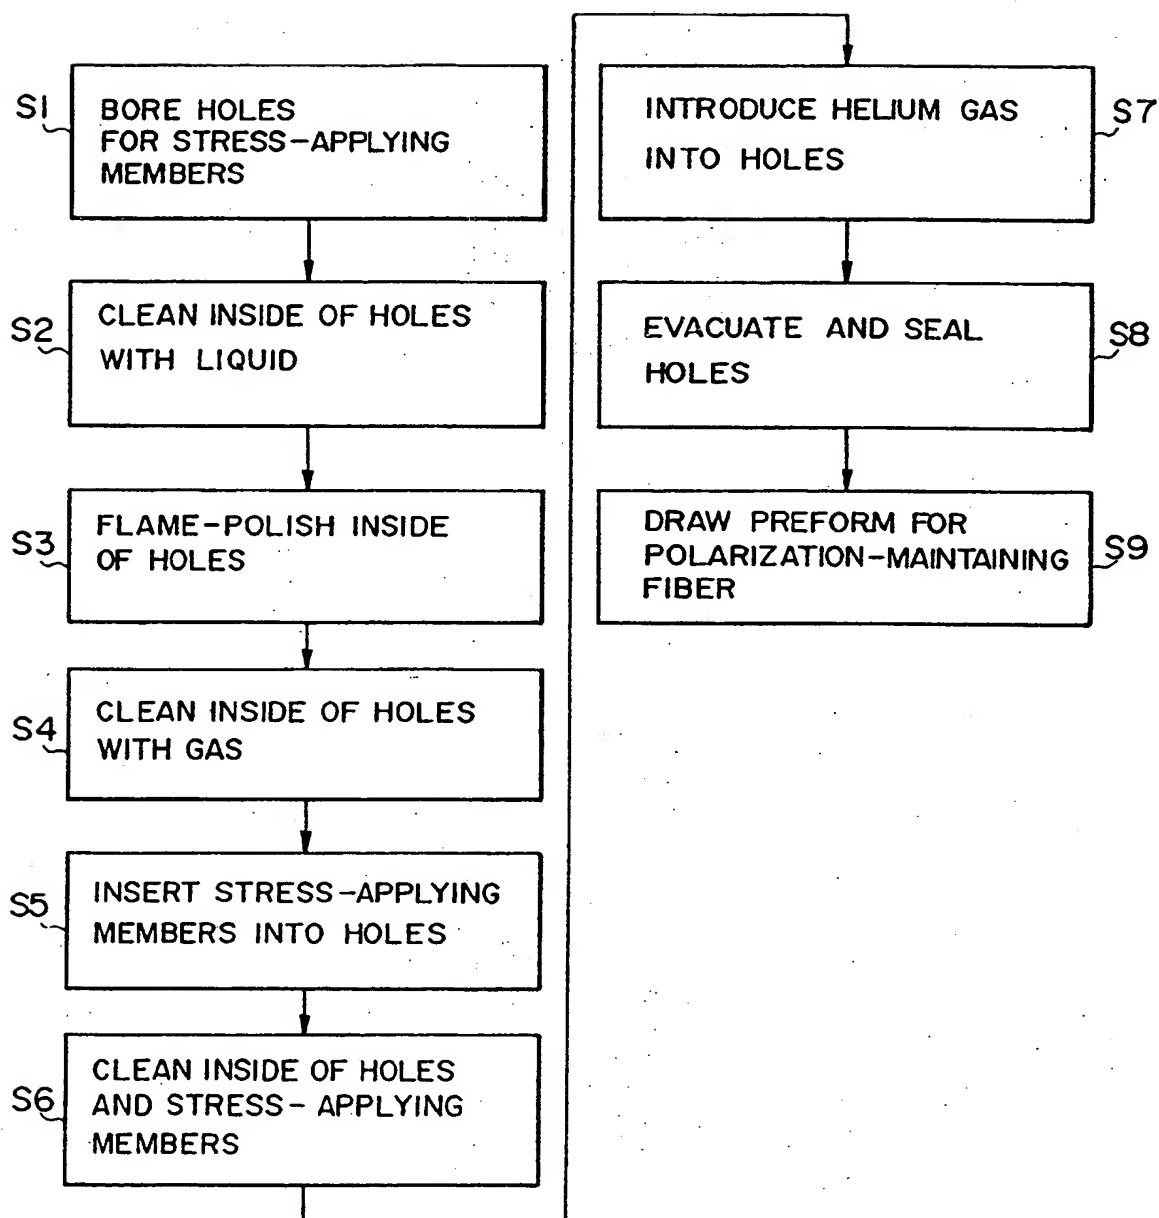 S1
BORE HOLES
FOR STRESS-APPLYING
MEMBERS
S2
CLEAN INSIDE OF HOLES
WITH LIQUID
S3
FLAME-POLISH INSIDE
OF HOLES
S4
CLEAN INSIDE OF HOLES
WITH GAS
S5
INSERT STRESS-APPLYING
MEMBERS INTO HOLES
S6
CLEAN INSIDE OF HOLES
AND STRESS- APPLYING
MEMBERS
S7
INTRODUCE HELIUM GAS
INTO HOLES
S8
EVACUATE AND SEAL
HOLES
S9
DRAW PREFORM FOR
POLARIZATION-MAINTAINING
FIBER